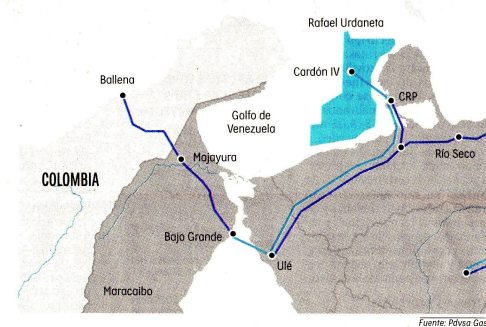 Rafael Urdaneta
Cardón IV
Ballena
CRP
Golfo de
Venezuela
Río Seco
Majayura
COLOMBIA
Bajo Grande
Ulé
Maracaibo
Fuente: Pdvsa Gas